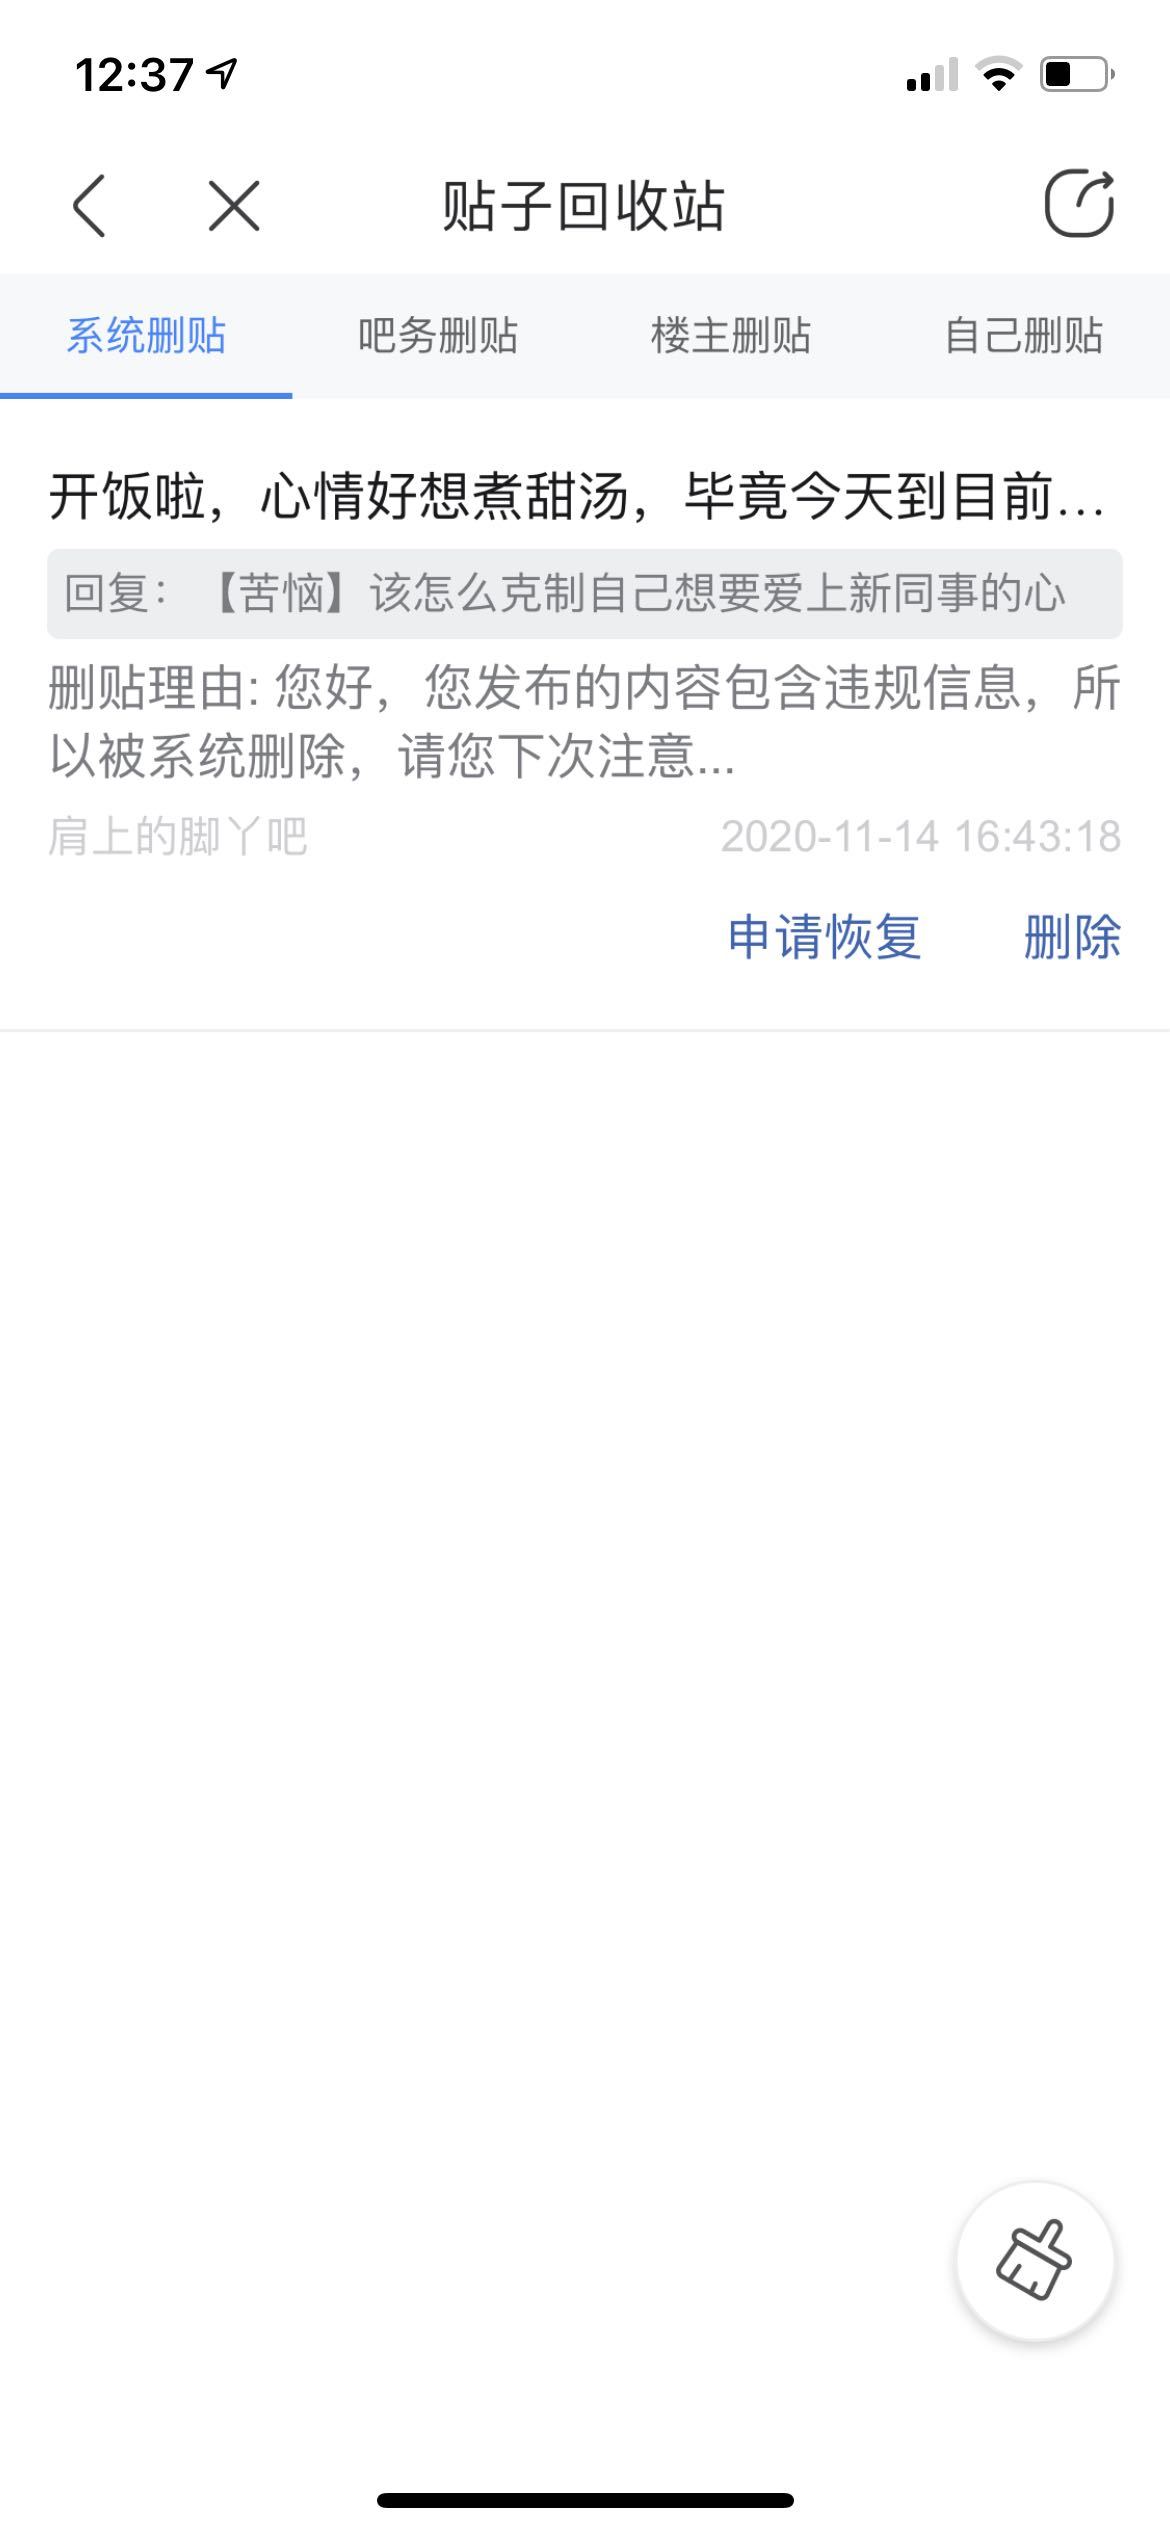 12:37
贴子回收站
系统删贴 吧务删贴 楼主删贴 自己删贴
开饭啦，心情好想煮甜汤，毕竟今天到目前...
回复：【苦恼】该怎么克制自己想要爱上新同事的心
删贴理由: 您好，您发布的内容包含违规信息，所
以被系统删除，请您下次注意...
肩上的脚丫吧 2020-11-14 16:43:18
申请恢复 删除